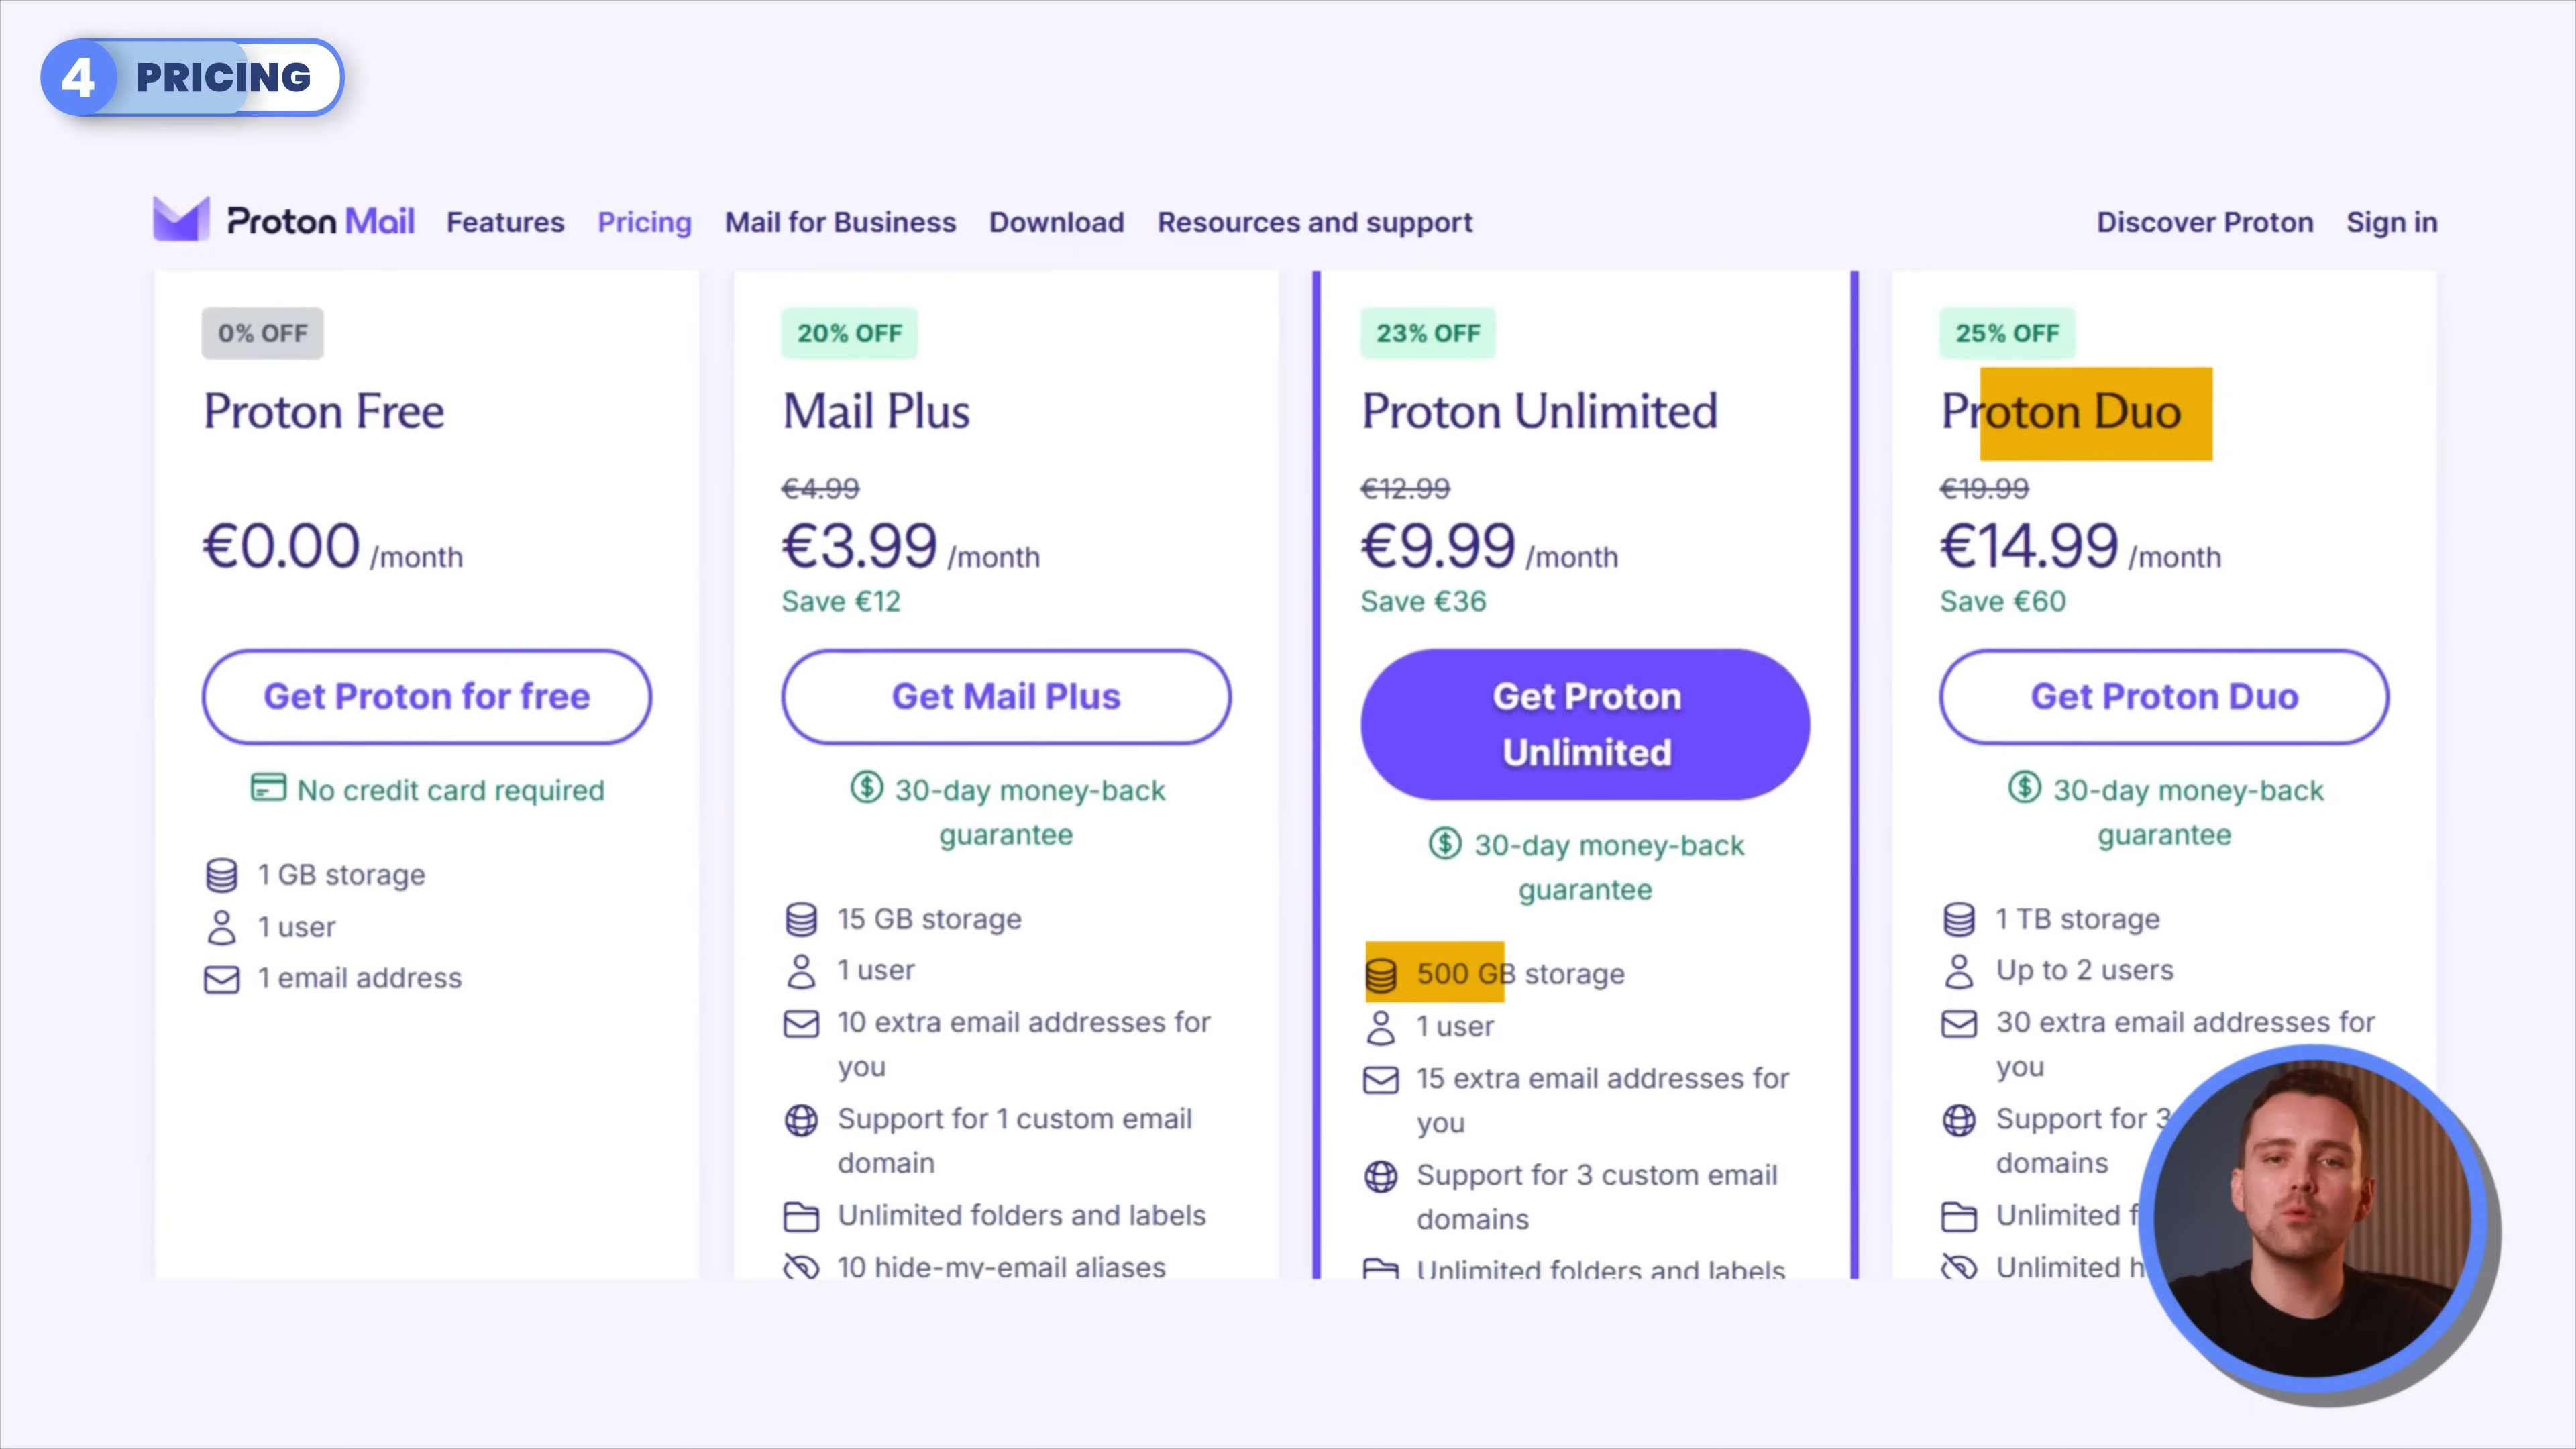 4 PRICING
Proton Mail Features Pricing Mail for Business Download Resources and support Discover Proton Sign in
0% OFF
Proton Free
€0.00 /month
Get Proton for free
No credit card required
1 GB storage
1 user
1 email address
20% OFF
Mail Plus
€4.99
€3.99 /month
Save €12
Get Mail Plus
30-day money-back
guarantee
15 GB storage
1 user
10 extra email addresses for
you
Support for 1 custom email
domain
Unlimited folders and labels
10 hide-my-email aliases
23% OFF
Proton Unlimited
€12.99
€9.99 /month
Save €36
Get Proton
Unlimited
30-day money-back
guarantee
500 GB storage
1 user
15 extra email addresses for
you
Support for 3 custom email
domains
Unlimited folders and labels
25% OFF
Proton Duo
€19.99
€14.99 /month
Save €60
Get Proton Duo
30-day money-back
guarantee
1 TB storage
Up to 2 users
30 extra email addresses for
you
Support for 3
domains
Unlimited f
Unlimited h